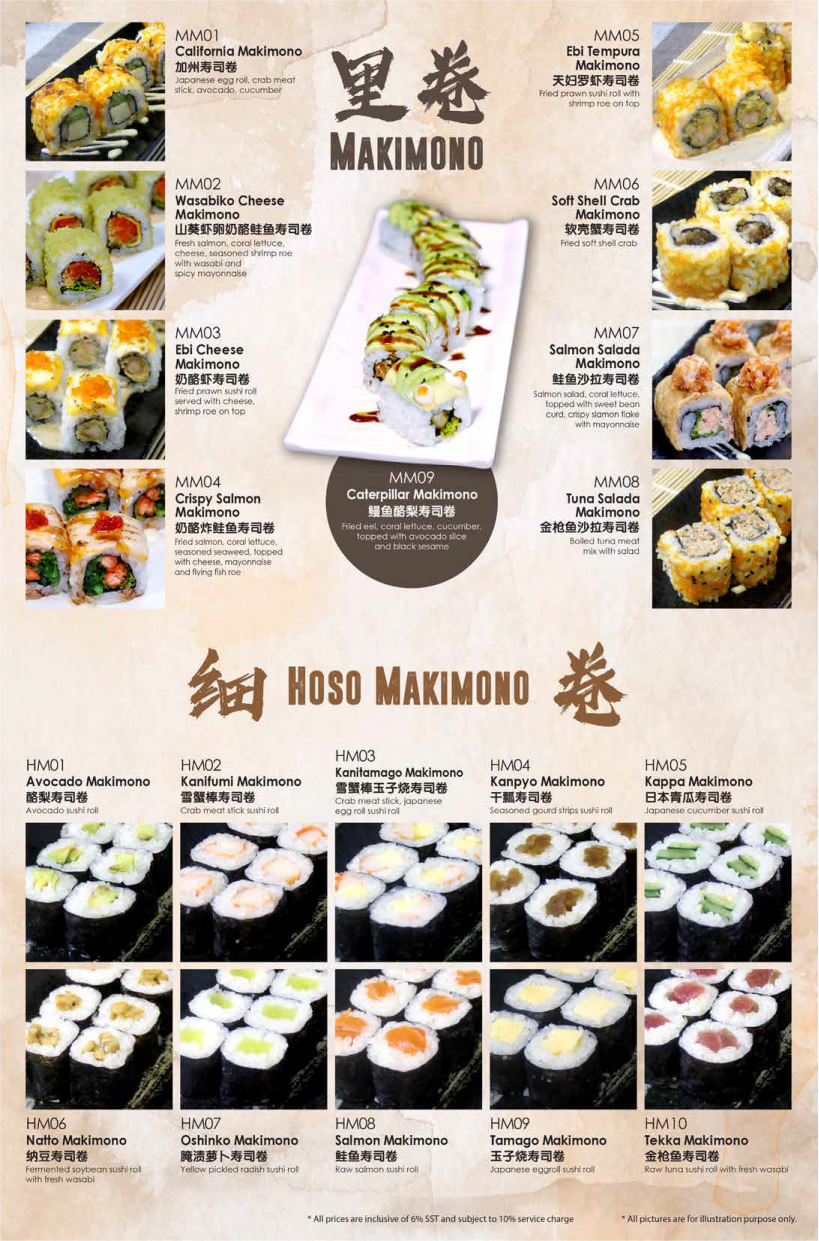 MM01
California Makimono
加州寿司卷
Japanese egg roll, crab meat
stick, avocado, cucumber
MM02
Wasabiko Cheese
Makimono
山葵虾卵奶酪鲑鱼寿司卷
Fresh salmon, coral lettuce,
cheese, seasoned shrimp roe
with wasabi and
spicy mayonnaise
MM03
Ebi Cheese
Makimono
奶酪虾寿司卷
Fried prawn sushi roll
served with cheese,
shrimp roe on top
MM04
Crispy Salmon
Makimono
奶酪炸鲑鱼寿司卷
Fried salmon, coral lettuce,
seasoned seaweed, topped
with cheese, mayonnaise
and flying fish roe
里卷
MAKIMONO
MM09
Caterpillar Makimono
鳗鱼酪梨寿司卷
Fried eel, coral lettuce, cucumber,
topped with avocado slice
and black sesame
MM05
Ebi Tempura
Makimono
天妇罗虾寿司卷
Fried prawn sushi roll with
shrimp roe on top
MM06
Soft Shell Crab
Makimono
软壳蟹寿司卷
Fried soft shell crab
MM07
Salmon Salada
Makimono
鲑鱼沙拉寿司卷
Salmon salad, coral lettuce,
topped with sweet bean
curd, crispy slamon flake
with mayonnaise
MM08
Tuna Salada
Makimono
金枪鱼沙拉寿司卷
Boiled tuna meat
mix with salad
细 HOSO MAKIMONO 卷
HM01
Avocado Makimono
酪梨寿司卷
Avocado sushi roll
HM02
Kanifumi Makimono
雪蟹棒寿司卷
Crab meat stick sushi roll
HM03
Kanitamago Makimono
雪蟹棒玉子烧寿司卷
Crab meat stick, japanese
egg roll sushi roll
HM04
Kanpyo Makimono
干瓢寿司卷
Seasoned gourd strips sushi roll
HM05
Kappa Makimono
日本青瓜寿司卷
Japanese cucumber sushi roll
HM06
Natto Makimono
纳豆寿司卷
Fermented soybean sushi roll
with fresh wasabi
HM07
Oshinko Makimono
腌渍萝卜寿司卷
Yellow pickled radish sushi roll
HM08
Salmon Makimono
鲑鱼寿司卷
Raw salmon sushi roll
HM09
Tamago Makimono
玉子烧寿司卷
Japanese eggroll sushi roll
HM10
Tekka Makimono
金枪鱼寿司卷
Raw tuna sushi roll with fresh wasabi
* All prices are inclusive of 6% SST and subject to 10% service charge
* All pictures are for illustration purpose only.